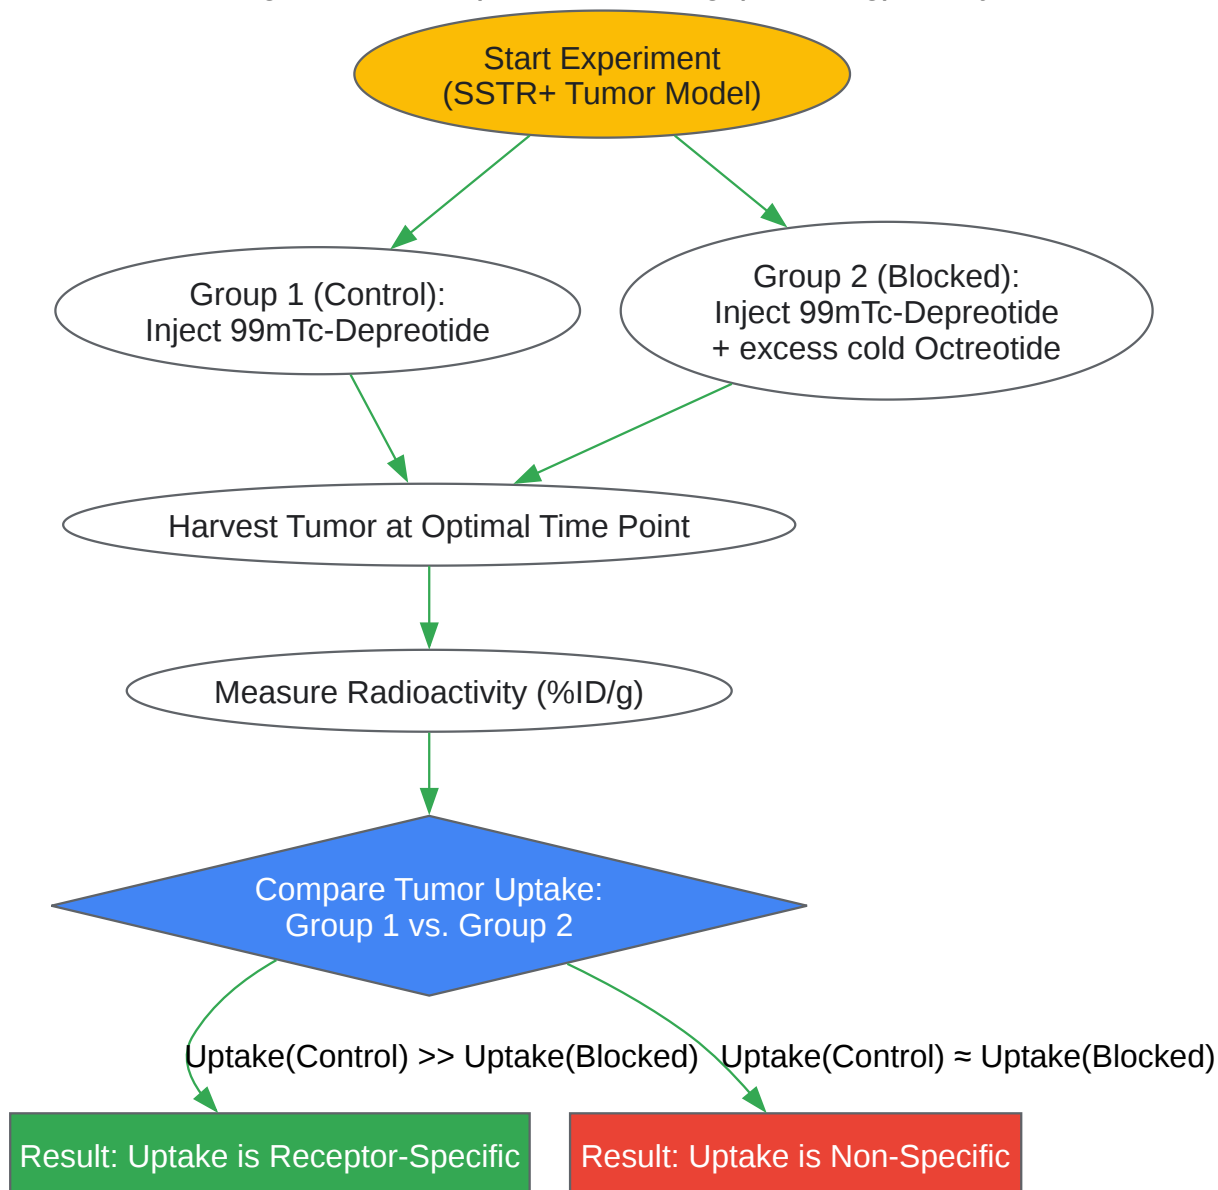 Start Experiment
(SSTR+ Tumor Model)
Group 1 (Control):
Inject 99mTc-Depreotide
Group 2 (Blocked):
Inject 99mTc-Depreotide
+ excess cold Octreotide
Harvest Tumor at Optimal Time Point
Measure Radioactivity (%ID/g)
Compare Tumor Uptake:
Group 1 vs. Group 2
Uptake(Control) >> Uptake(Blocked)
Uptake(Control) ≈ Uptake(Blocked)
Result: Uptake is Receptor-Specific
Result: Uptake is Non-Specific